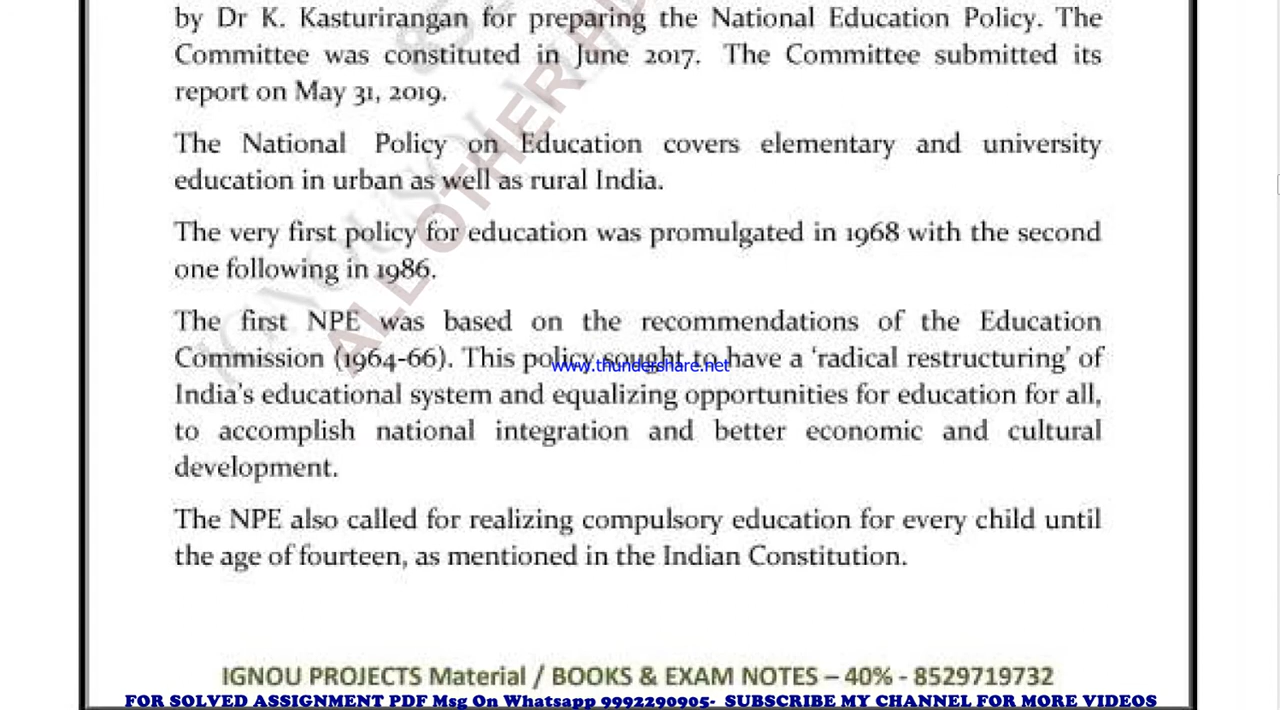 by Dr K. Kasturirangan for preparing the National Education Policy. The
Committee was constituted in June 2017. The Committee submitted its
report on May 31, 2019.
The National Policy on Education covers elementary and university
education in urban as well as rural India.
The very first policy for education was promulgated in 1968 with the second
one following in 1986.
The first NPE was based on the recommendations of the Education
Commission (1964-66). This policy sought to have a ‘radical restructuring’ of
www.thundershare.net
India’s educational system and equalizing opportunities for education for all,
to accomplish national integration and better economic and cultural
development.
The NPE also called for realizing compulsory education for every child until
the age of fourteen, as mentioned in the Indian Constitution.
ALL OTHER
IGNOU PROJECTS Material / BOOKS & EXAM NOTES – 40% - 8529719732
FOR SOLVED ASSIGNMENT PDF Msg On Whatsapp 9992290905- SUBSCRIBE MY CHANNEL FOR MORE VIDEOS